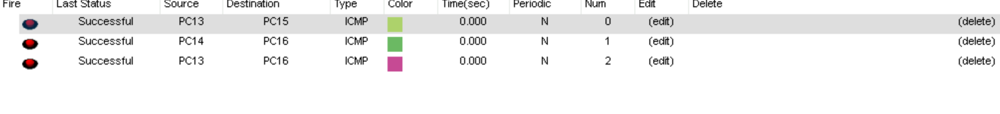 Fire Last Status Source Destination Type Color Time(sec) Periodic Num Edit Delete
Successful PC13 PC15 ICMP 0.000 N 0 (edit) (delete)
Successful PC14 PC16 ICMP 0.000 N 1 (edit) (delete)
Successful PC13 PC16 ICMP 0.000 N 2 (edit) (delete)